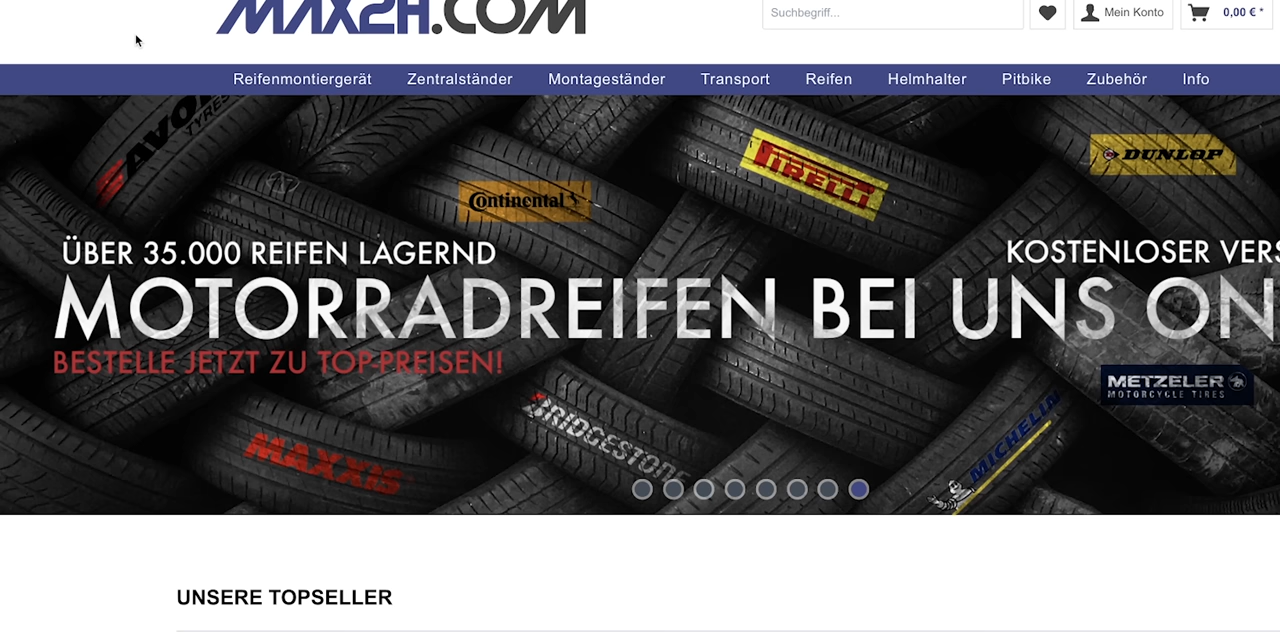 MAX2H.COM
Suchbegriff...
Mein Konto
0,00 € *
Reifenmontiergerät Zentralständer Montageständer Transport Reifen Helmhalter Pitbike Zubehör Info
AVON
TYRES
Continental
PIRELLI
DUNLOP
ÜBER 35.000 REIFEN LAGERND
KOSTENLOSER VERS
MOTORRADREIFEN BEI UNS ON
BESTELLE JETZT ZU TOP-PREISEN!
METZELER
MOTORCYCLE TIRES
MAXXIS
BRIDGESTONE
MICHELIN
UNSERE TOPSELLER